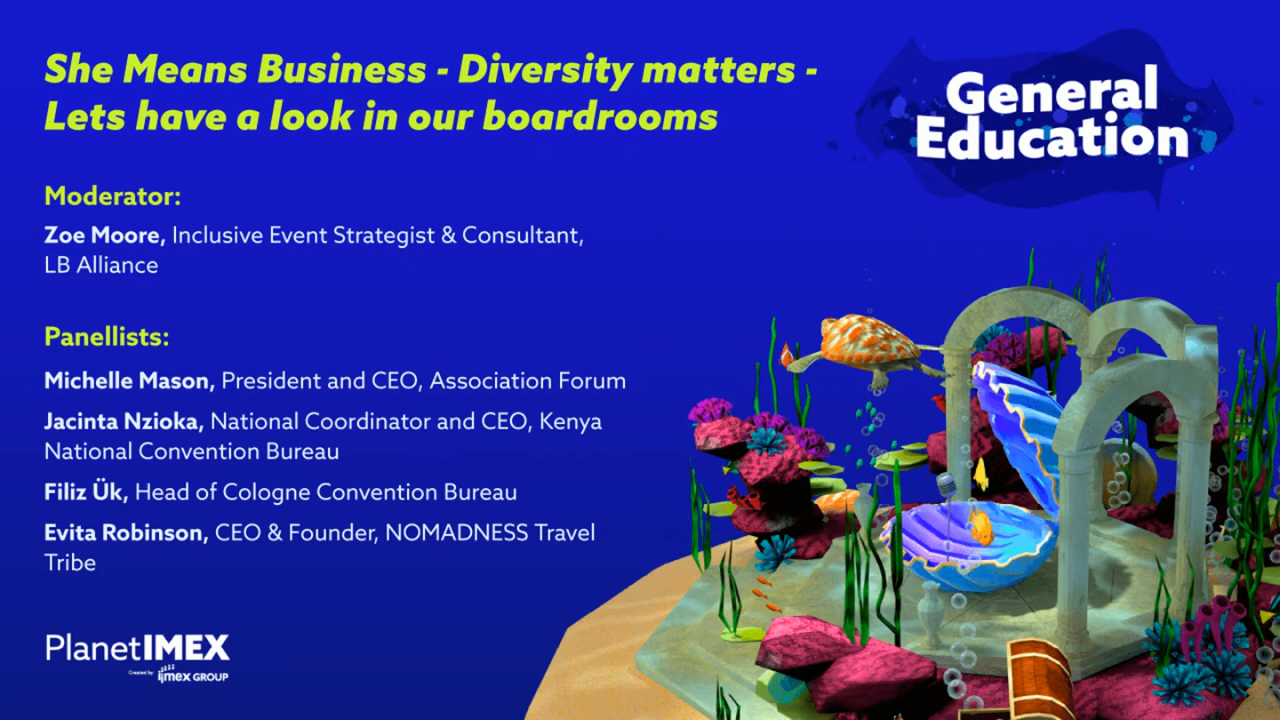 She Means Business - Diversity matters -
Lets have a look in our boardrooms
General
Education
Moderator:
Zoe Moore, Inclusive Event Strategist & Consultant,
LB Alliance
Panellists:
Michelle Mason, President and CEO, Association Forum
Jacinta Nzioka, National Coordinator and CEO, Kenya
National Convention Bureau
Filiz Ük, Head of Cologne Convention Bureau
Evita Robinson, CEO & Founder, NOMADNESS Travel
Tribe
PlanetIMEX
Created by imex GROUP